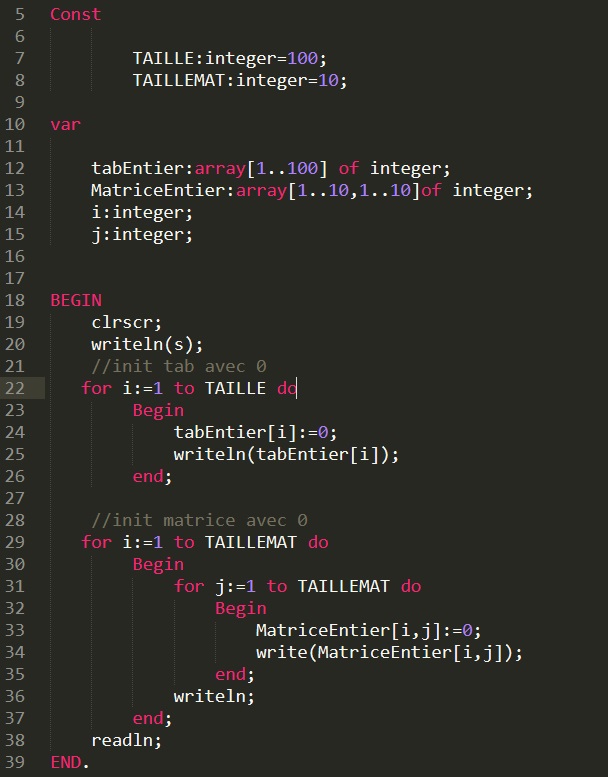 5 Const
6
7 TAILLE:integer=100;
8 TAILLEMAT:integer=10;
9
10 var
11
12 tabEntier:array[1..100] of integer;
13 MatriceEntier:array[1..10,1..10]of integer;
14 i:integer;
15 j:integer;
16
17
18 BEGIN
19 clrscr;
20 writeln(s);
21 //init tab avec 0
22 for i:=1 to TAILLE do
23 Begin
24 tabEntier[i]:=0;
25 writeln(tabEntier[i]);
26 end;
27
28 //init matrice avec 0
29 for i:=1 to TAILLEMAT do
30 Begin
31 for j:=1 to TAILLEMAT do
32 Begin
33 MatriceEntier[i,j]:=0;
34 write(MatriceEntier[i,j]);
35 end;
36 writeln;
37 end;
38 readln;
39 END.